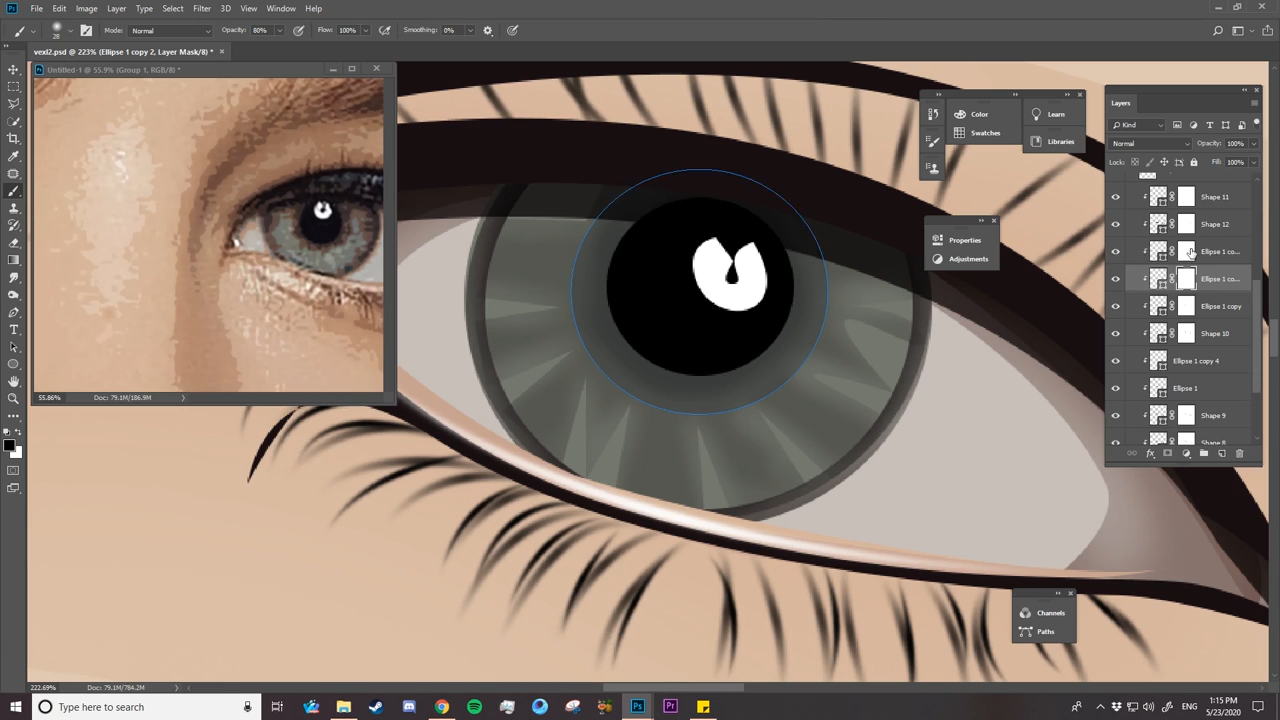 File Edit Image Layer Type Select Filter 3D View Window Help
28 Mode: Normal Opacity: 80% Flow: 100% Smoothing: 0%
vexl2.psd @ 223% (Ellipse 1 copy 2, Layer Mask/8) *
Untitled-1 @ 55.9% (Group 1, RGB/8) *
55.86% Doc: 79.1M/186.9M
Color
Swatches
Learn
Libraries
Properties
Adjustments
Channels
Paths
Layers
Kind
Normal Opacity: 100%
Lock: Fill: 100%
Shape 11
Shape 12
Ellipse 1 co...
Ellipse 1 co...
Ellipse 1 copy
Shape 10
Ellipse 1 copy 4
Ellipse 1
Shape 9
Shape 8
222.69% Doc: 79.1M/784.2M
Type here to search
ENG
1:15 PM
5/23/2020